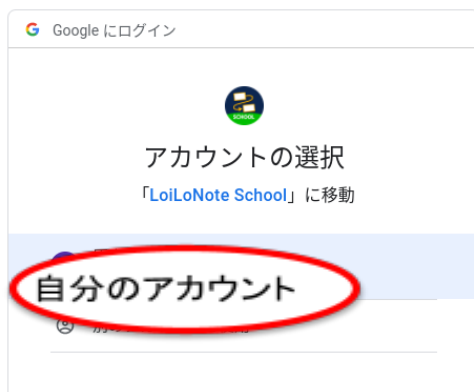 Google にログイン
SCHOOL
アカウントの選択
「LoiLoNote School」に移動
自分のアカウント